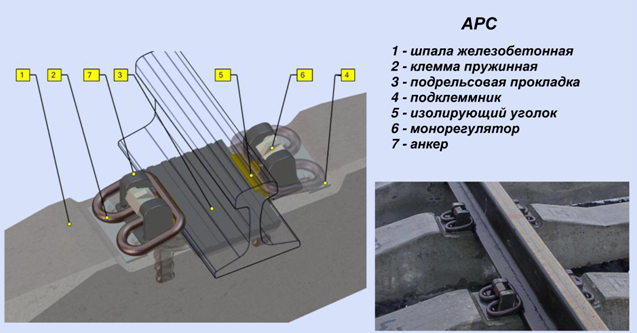 АРС
1 - шпала железобетонная
2 - клемма пружинная
3 - подрельсовая прокладка
4 - подклеммник
5 - изолирующий уголок
6 - монорегулятор
7 - анкер
1 2 7 3 5 6 4